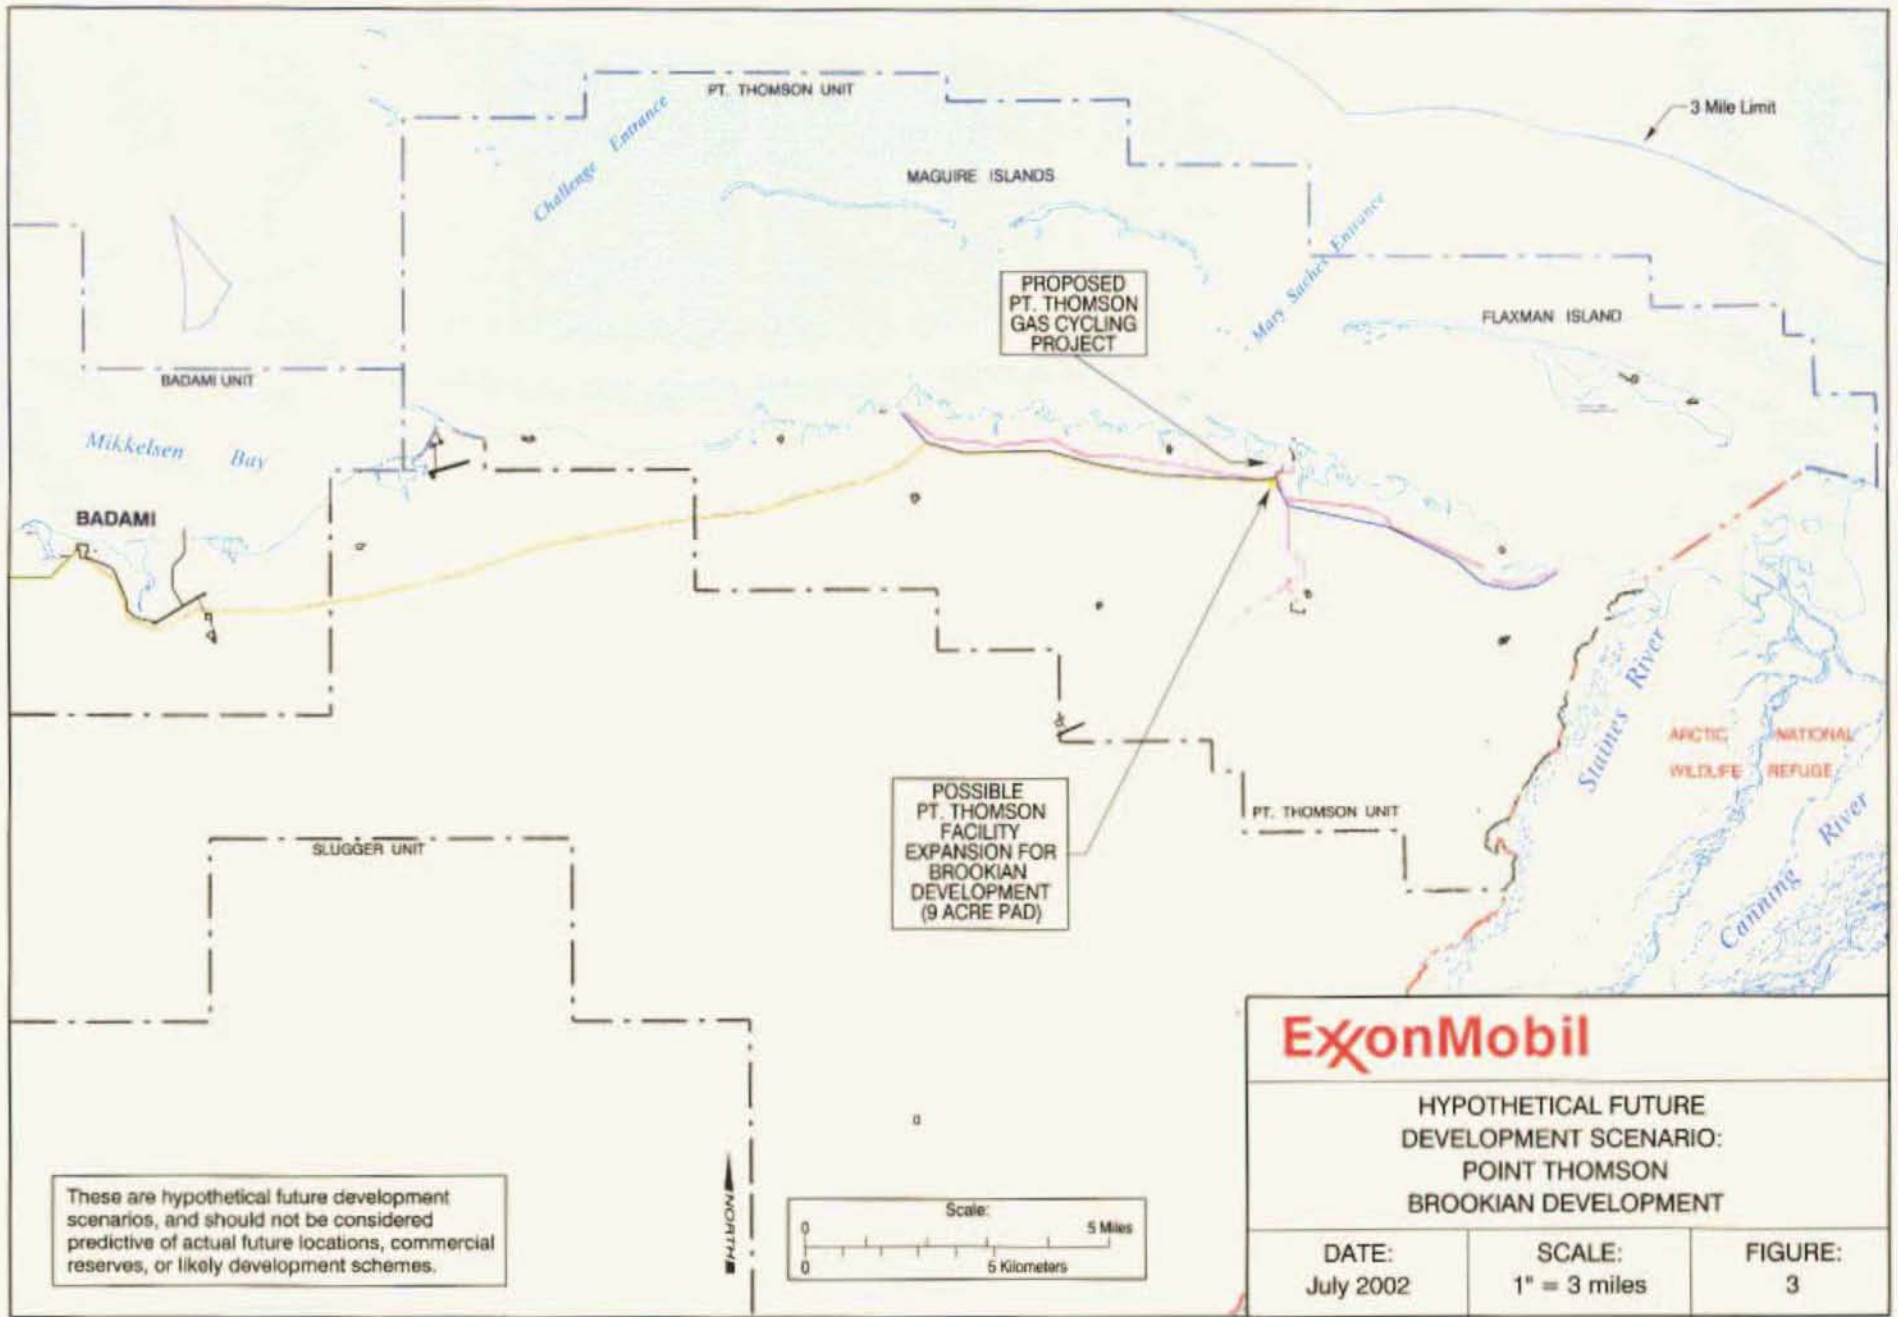 PT. THOMSON UNIT
3 Mile Limit
Challenge Entrance
MAGUIRE ISLANDS
Mary Saches Entrance
PROPOSED
PT. THOMSON
GAS CYCLING
PROJECT
FLAXMAN ISLAND
BADAMI UNIT
Mikkelsen Bay
BADAMI
Staines River
ARCTIC NATIONAL
WILDLIFE REFUGE
POSSIBLE
PT. THOMSON
FACILITY
EXPANSION FOR
BROOKIAN
DEVELOPMENT
(9 ACRE PAD)
PT. THOMSON UNIT
Canning River
SLUGGER UNIT
These are hypothetical future development
scenarios, and should not be considered
predictive of actual future locations, commercial
reserves, or likely development schemes.
NORTH
Scale:
0 5 Miles
0 5 Kilometers
ExxonMobil
HYPOTHETICAL FUTURE
DEVELOPMENT SCENARIO:
POINT THOMSON
BROOKIAN DEVELOPMENT
DATE:
July 2002
SCALE:
1" = 3 miles
FIGURE:
3